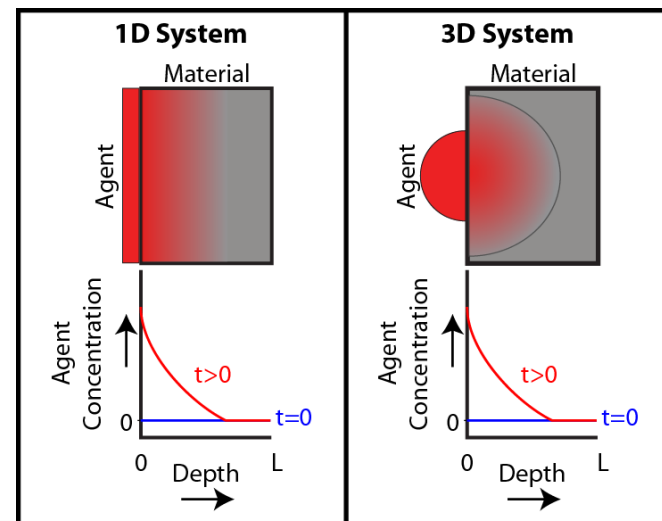 1D System
Material
Agent
Agent
Concentration
t>0
0
t=0
0
L
Depth
3D System
Material
Agent
Agent
Concentration
t>0
0
t=0
0
L
Depth